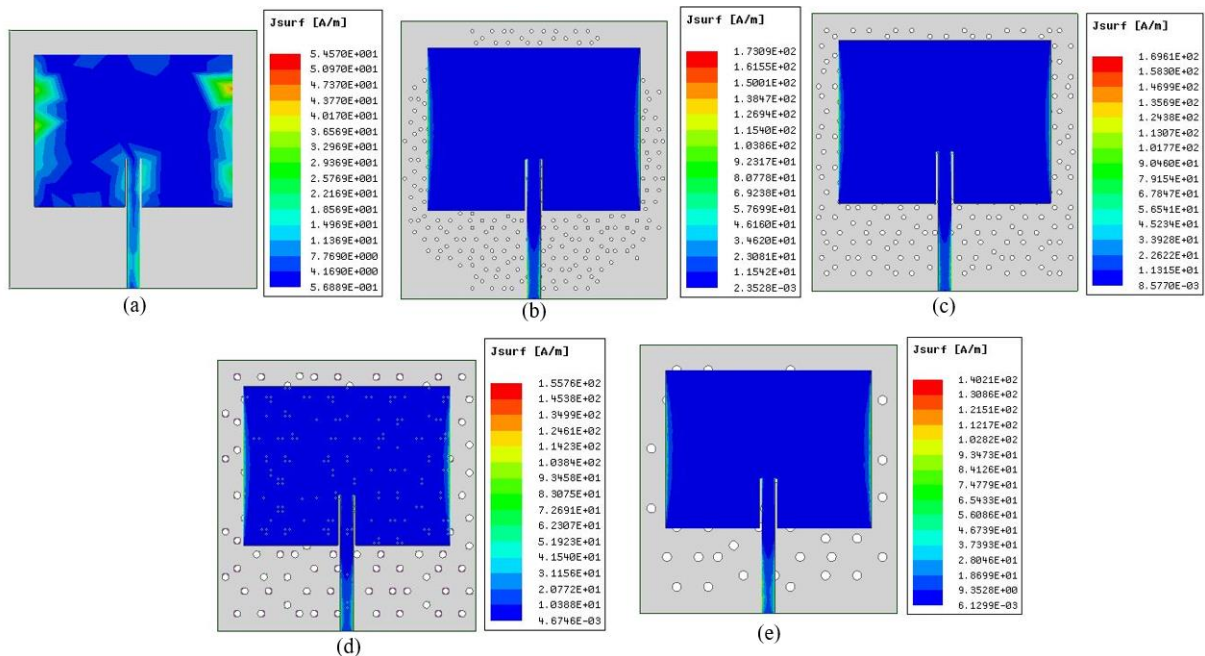 Jsurf [A/m]
5.4570E+001
5.0970E+001
4.7370E+001
4.3770E+001
4.0170E+001
3.6569E+001
3.2969E+001
2.9369E+001
2.5769E+001
2.2169E+001
1.8569E+001
1.4969E+001
1.1369E+001
7.7690E+000
4.1690E+000
5.6889E-001
(a)
Jsurf [A/m]
1.7309E+02
1.6155E+02
1.5001E+02
1.3847E+02
1.2694E+02
1.1540E+02
1.0386E+02
9.2317E+01
8.0778E+01
6.9238E+01
5.7699E+01
4.6160E+01
3.4620E+01
2.3081E+01
1.1542E+01
2.3528E-03
(b)
Jsurf [A/m]
1.6961E+02
1.5830E+02
1.4699E+02
1.3569E+02
1.2438E+02
1.1307E+02
1.0177E+02
9.0460E+01
7.9154E+01
6.7847E+01
5.6541E+01
4.5234E+01
3.3928E+01
2.2622E+01
1.1315E+01
8.5770E-03
(c)
Jsurf [A/m]
1.5576E+02
1.4538E+02
1.3499E+02
1.2461E+02
1.1423E+02
1.0384E+02
9.3458E+01
8.3075E+01
7.2691E+01
6.2307E+01
5.1923E+01
4.1540E+01
3.1156E+01
2.0772E+01
1.0388E+01
4.6746E-03
(d)
Jsurf [A/m]
1.4021E+02
1.3086E+02
1.2151E+02
1.1217E+02
1.0282E+02
9.3473E+01
8.4126E+01
7.4779E+01
6.5433E+01
5.6086E+01
4.6739E+01
3.7393E+01
2.8046E+01
1.8699E+01
9.3528E+00
6.1299E-03
(e)